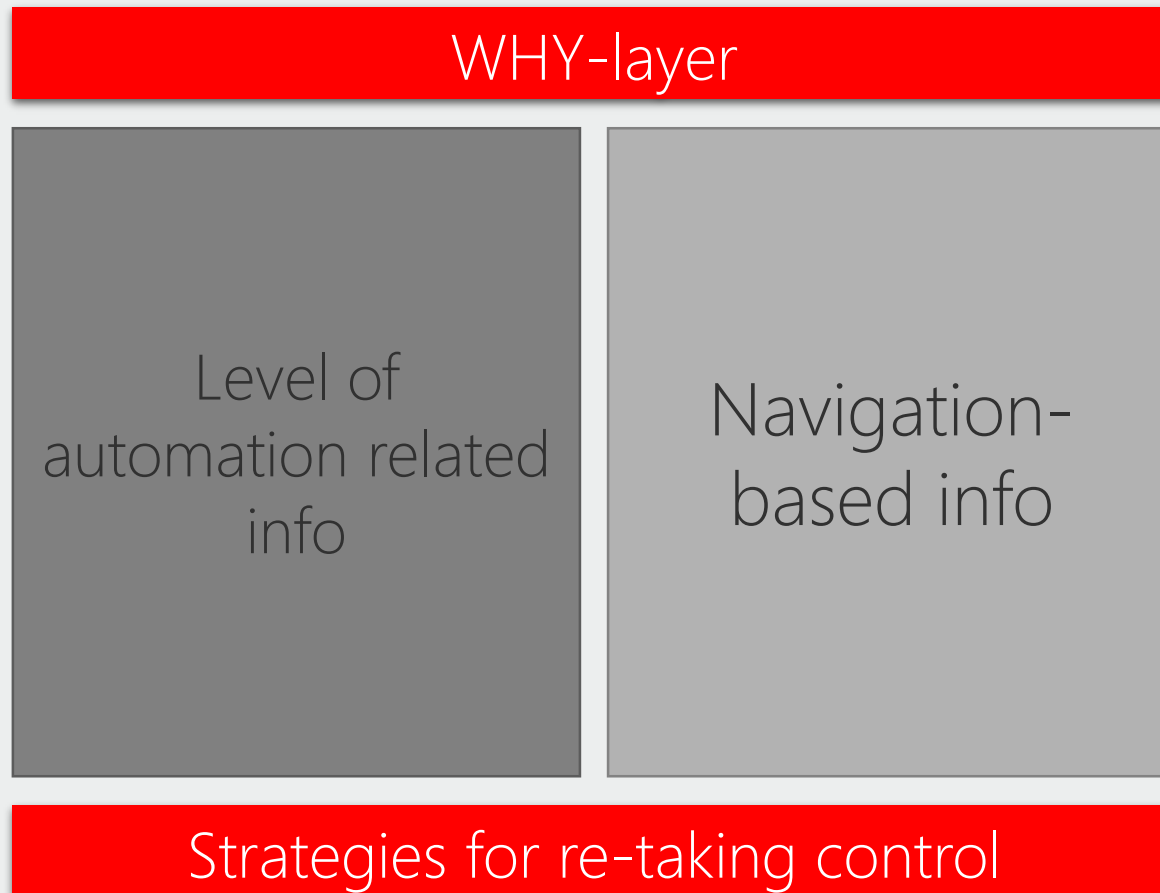 WHY-layer
Level of
automation related
info
Navigation-
based info
Strategies for re-taking control